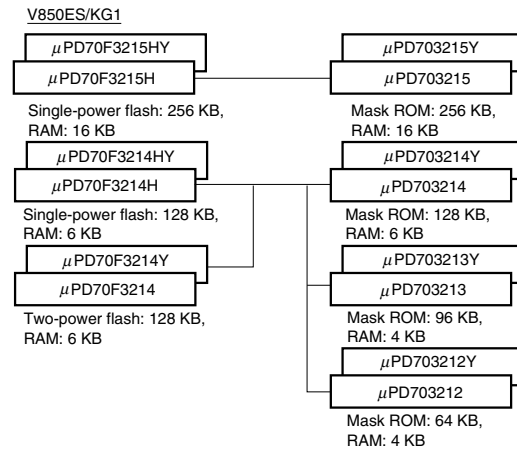 V850ES/KG1
μPD70F3215HY
μPD70F3215H
Single-power flash: 256 KB,
RAM: 16 KB
μPD703215Y
μPD703215
Mask ROM: 256 KB,
RAM: 16 KB
μPD70F3214HY
μPD70F3214H
Single-power flash: 128 KB,
RAM: 6 KB
μPD703214Y
μPD703214
Mask ROM: 128 KB,
RAM: 6 KB
μPD70F3214Y
μPD70F3214
Two-power flash: 128 KB,
RAM: 6 KB
μPD703213Y
μPD703213
Mask ROM: 96 KB,
RAM: 4 KB
μPD703212Y
μPD703212
Mask ROM: 64 KB,
RAM: 4 KB